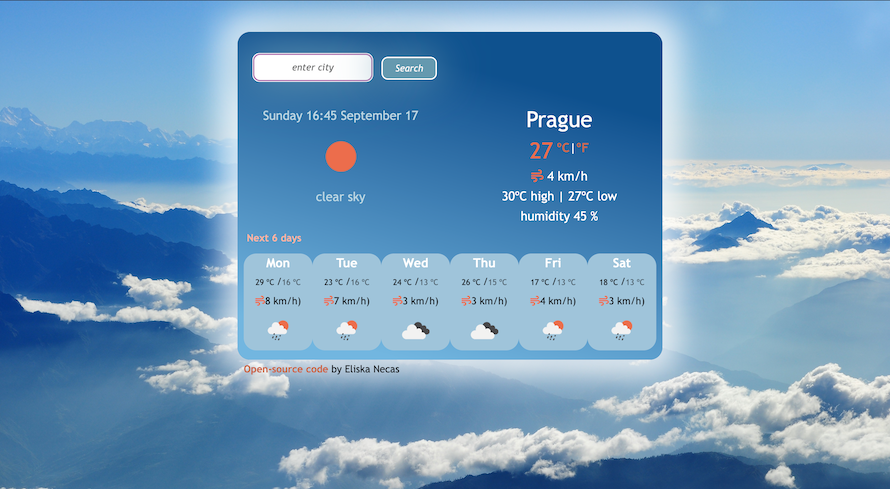 enter city
Search
Sunday 16:45 September 17
clear sky
Prague
27 °C|°F
4 km/h
30°C high | 27°C low
humidity 45 %
Next 6 days
Mon Tue Wed Thu Fri Sat
29 °C /16 °C 23 °C /16 °C 24 °C /13 °C 26 °C /15 °C 17 °C /13 °C 18 °C /13 °C
8 km/h) 7 km/h) 3 km/h) 3 km/h) 4 km/h) 3 km/h)
Open-source code by Eliska Necas